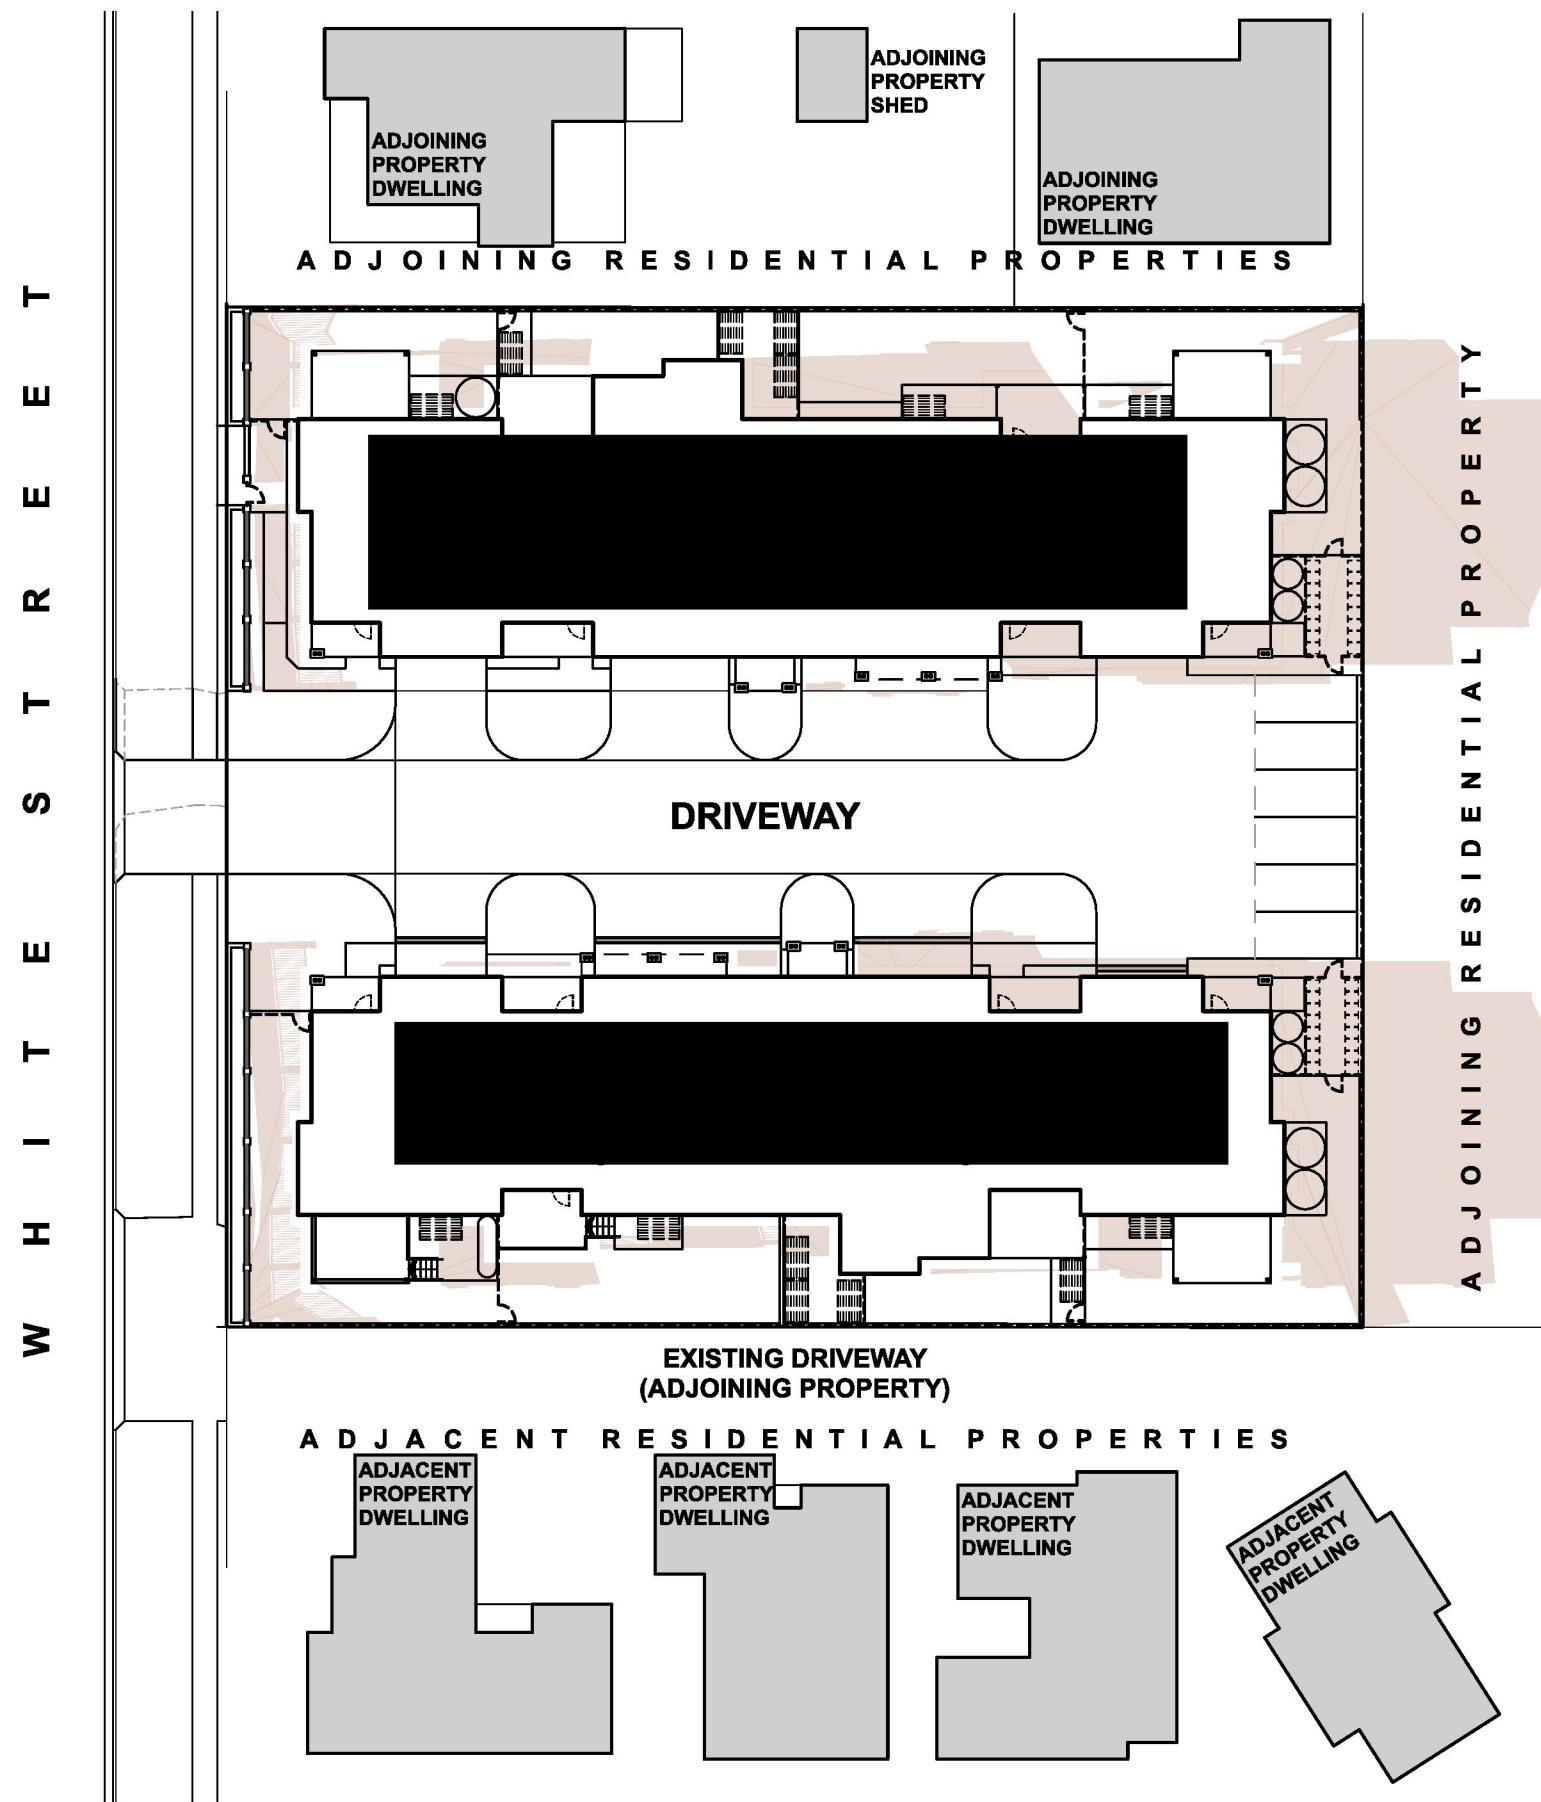 ADJOINING
PROPERTY
SHED
ADJOINING
PROPERTY
DWELLING
ADJOINING
PROPERTY
DWELLING
ADJOINING RESIDENTIAL PROPERTIES
WHITE STREET
ADJOINING RESIDENTIAL PROPERTY
DRIVEWAY
EXISTING DRIVEWAY
(ADJOINING PROPERTY)
ADJACENT RESIDENTIAL PROPERTIES
ADJACENT
PROPERTY
DWELLING
ADJACENT
PROPERTY
DWELLING
ADJACENT
PROPERTY
DWELLING
ADJACENT
PROPERTY
DWELLING